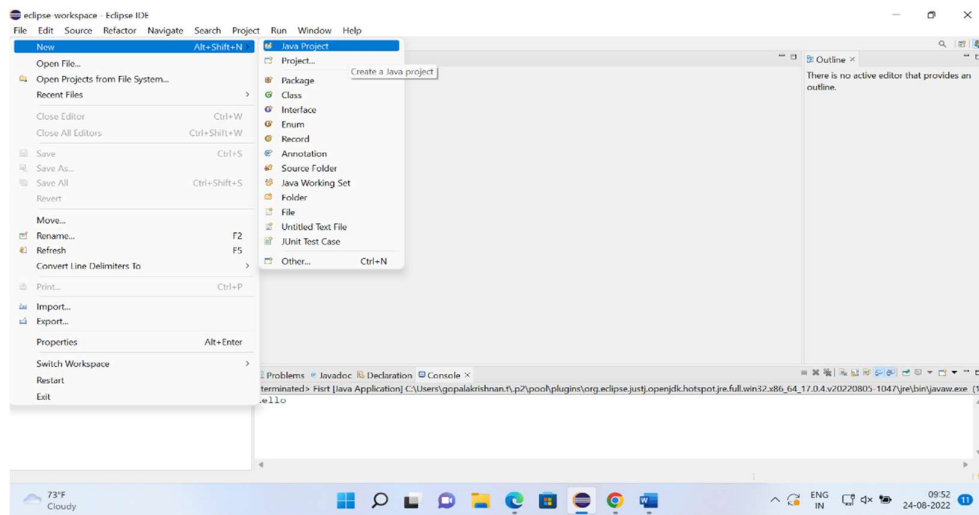 eclipse-workspace - Eclipse IDE
File Edit Source Refactor Navigate Search Project Run Window Help
New Alt+Shift+N >
Open File...
Open Projects from File System...
Recent Files >
Close Editor Ctrl+W
Close All Editors Ctrl+Shift+W
Save Ctrl+S
Save As...
Save All Ctrl+Shift+S
Revert
Move...
Rename... F2
Refresh F5
Convert Line Delimiters To >
Print... Ctrl+P
Import...
Export...
Properties Alt+Enter
Switch Workspace >
Restart
Exit
Java Project
Project...
Create a Java project
Package
Class
Interface
Enum
Record
Annotation
Source Folder
Java Working Set
Folder
File
Untitled Text File
JUnit Test Case
Other... Ctrl+N
Outline
There is no active editor that provides an
outline.
Problems Javadoc Declaration Console
terminated> Fisrt [Java Application] C:\Users\gopalakrishnan.t\.p2\pool\plugins\org.eclipse.justj.openjdk.hotspot.jre.full.win32.x86_64_17.0.4.v20220805-1047\jre\bin\javaw.exe (1
ello
73°F
Cloudy
ENG
IN
09:52
24-08-2022
11